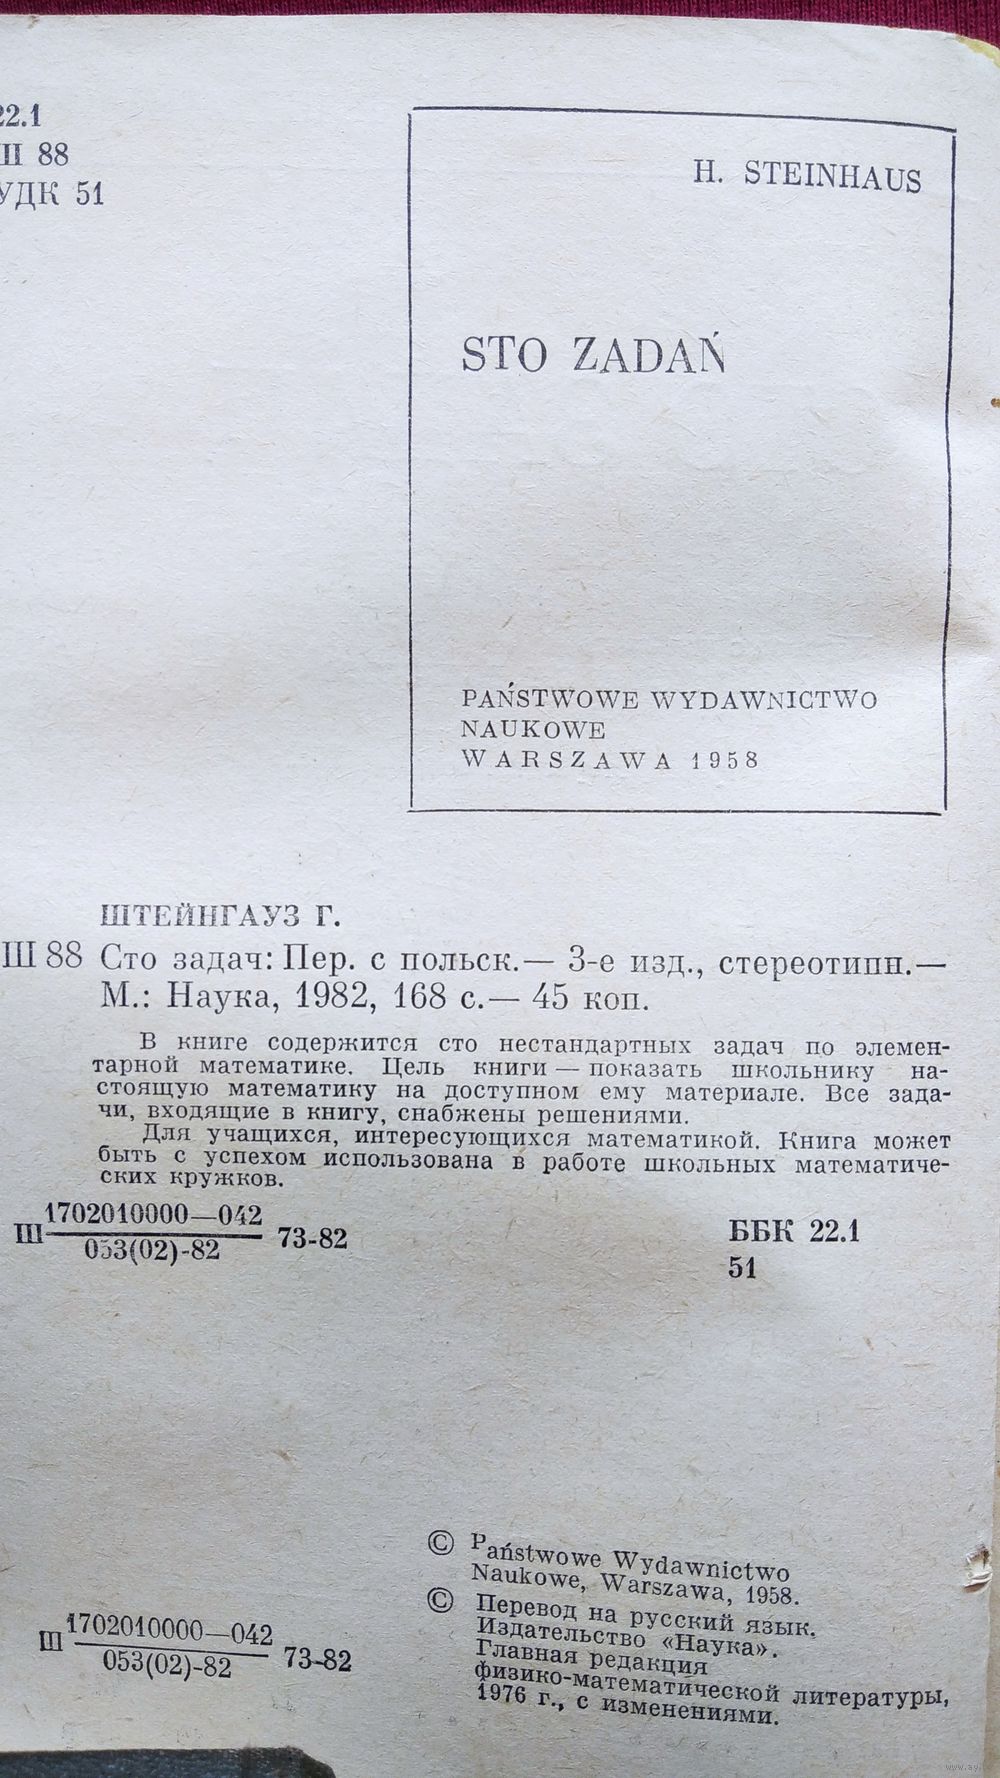 22.1
Ш 88
УДК 51
H. STEINHAUS
STO ZADAŃ
PAŃSTWOWE WYDAWNICTWO
NAUKOWE
WARSZAWA 1958
ШТЕЙНГАУЗ Г.
Ш 88 Сто задач: Пер. с польск.— 3-е изд., стереотипн.—
М.: Наука, 1982, 168 с.— 45 коп.
В книге содержится сто нестандартных задач по элемен-
тарной математике. Цель книги — показать школьнику на-
стоящую математику на доступном ему материале. Все зада-
чи, входящие в книгу, снабжены решениями.
Для учащихся, интересующихся математикой. Книга может
быть с успехом использована в работе школьных математиче-
ских кружков.
1702010000—042
Ш 73-82
053(02)-82
ББК 22.1
51
© Państwowe Wydawnictwo
Naukowe, Warszawa, 1958.
© Перевод на русский язык.
Издательство «Наука».
Главная редакция
физико-математической литературы,
1976 г., с изменениями.
1702010000—042
Ш 73-82
053(02)-82